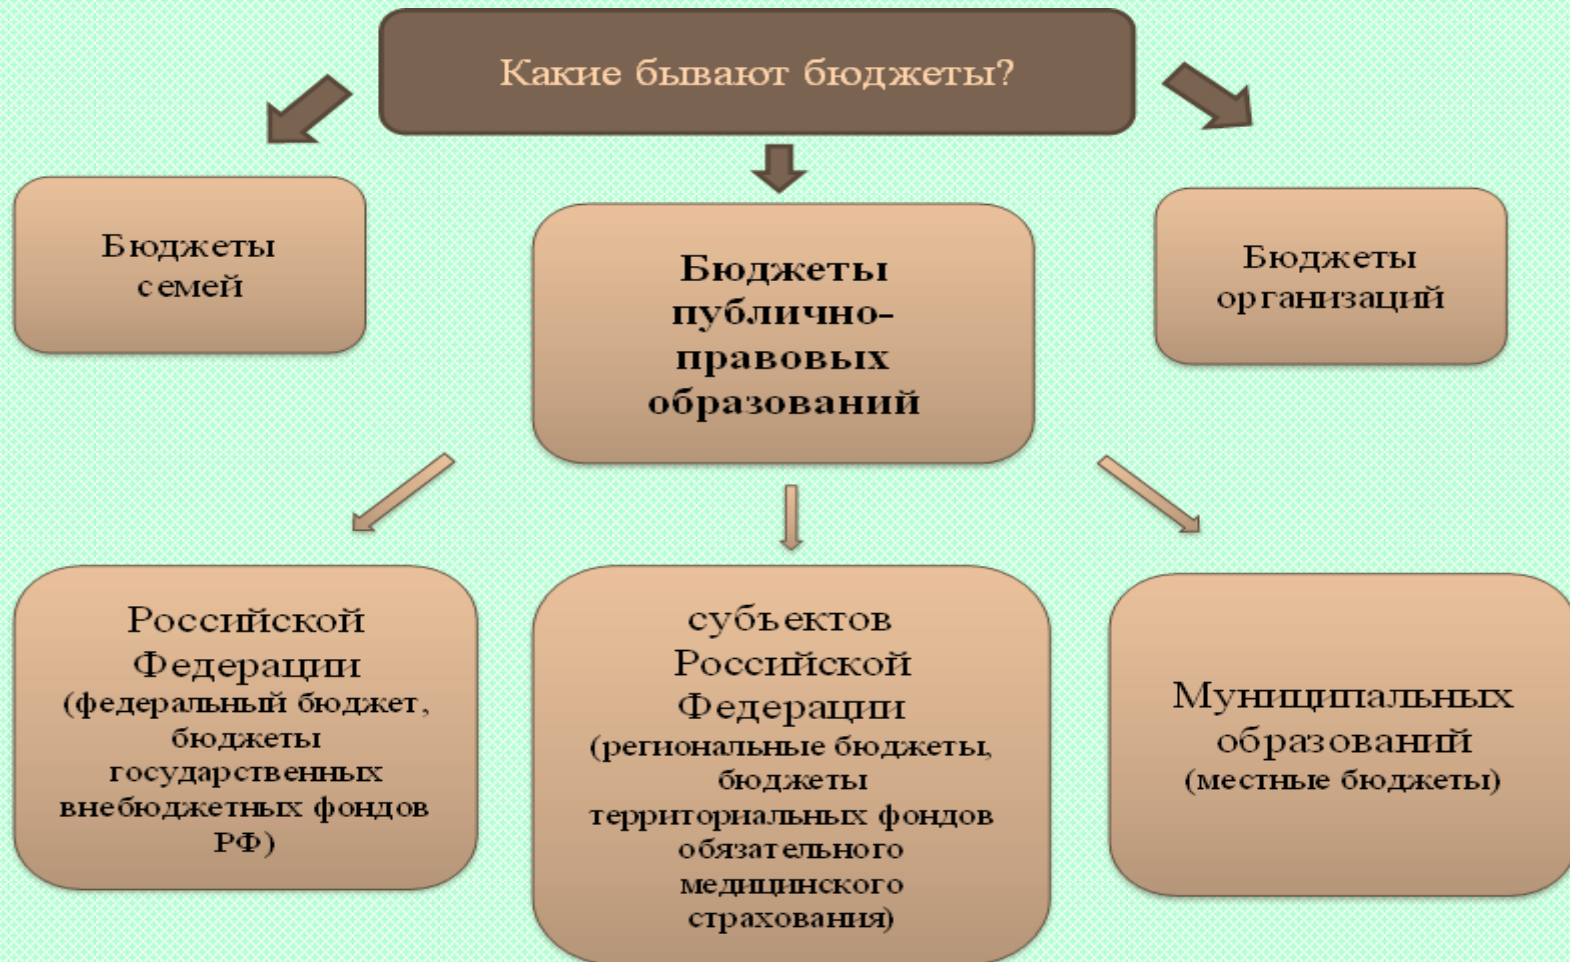 Какие бывают бюджеты?
Бюджеты
семей
Бюджеты
публично-
правовых
образований
Бюджеты
организаций
Российской
Федерации
(федеральный бюджет,
бюджеты
государственных
внебюджетных фондов
РФ)
субъектов
Российской
Федерации
(региональные бюджеты,
бюджеты
территориальных фондов
обязательного
медицинского
страхования)
Муниципальных
образований
(местные бюджеты)